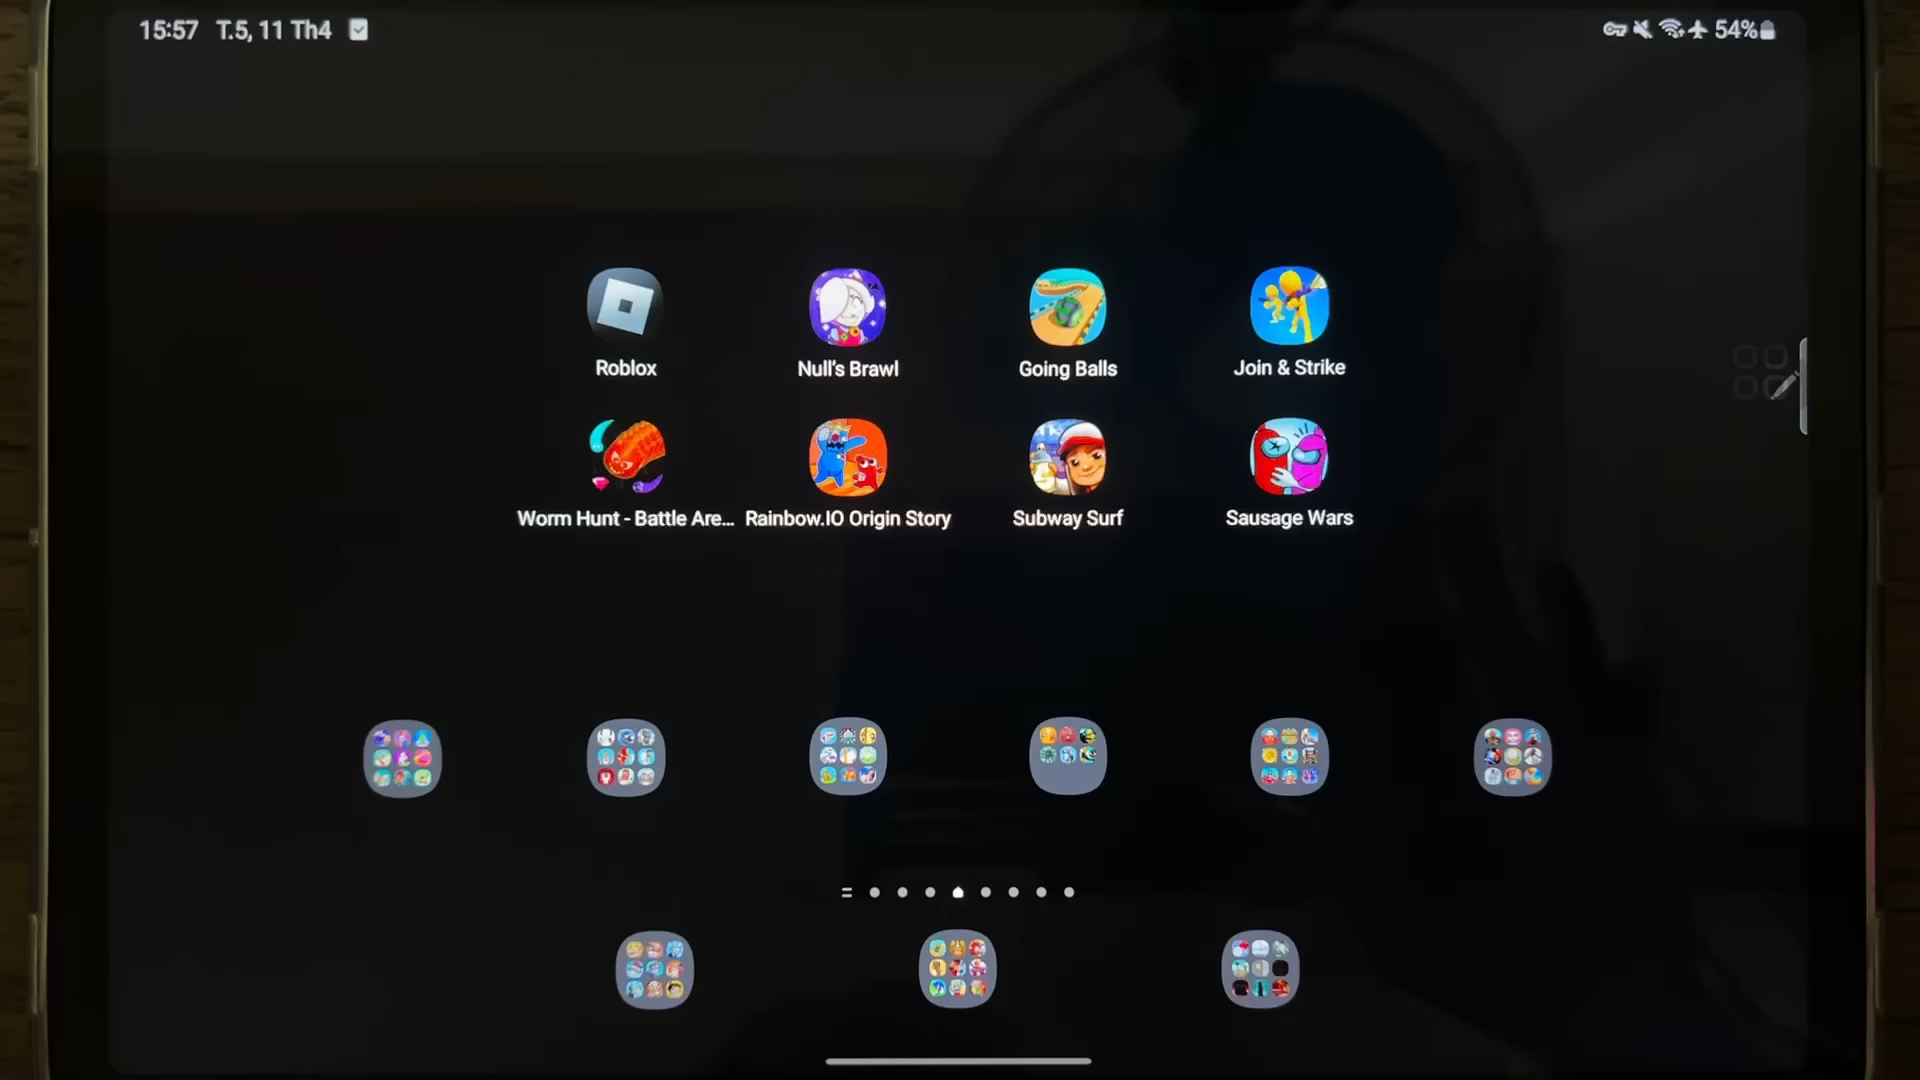 15:57 T.5, 11 Th4
54%
Roblox
Null's Brawl
Going Balls
Join & Strike
Worm Hunt - Battle Are...
Rainbow.IO Origin Story
Subway Surf
Sausage Wars